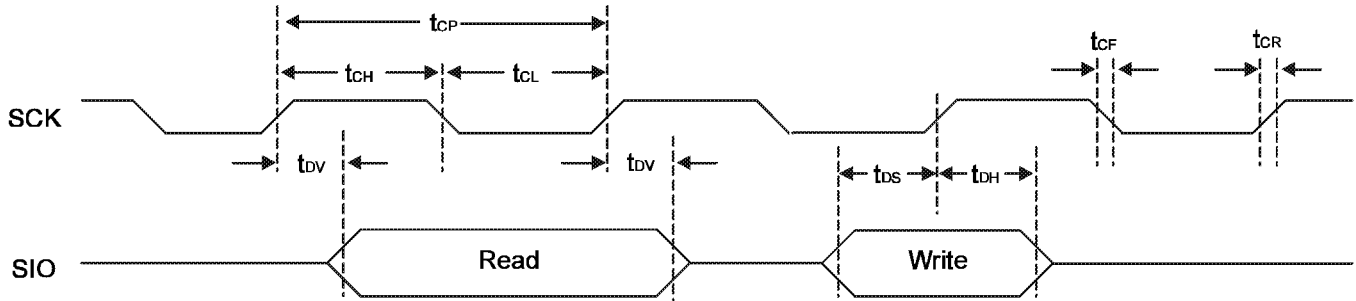 tCP
tCH tCL tCF tCR
SCK
tDV tDV tDS tDH
SIO Read Write